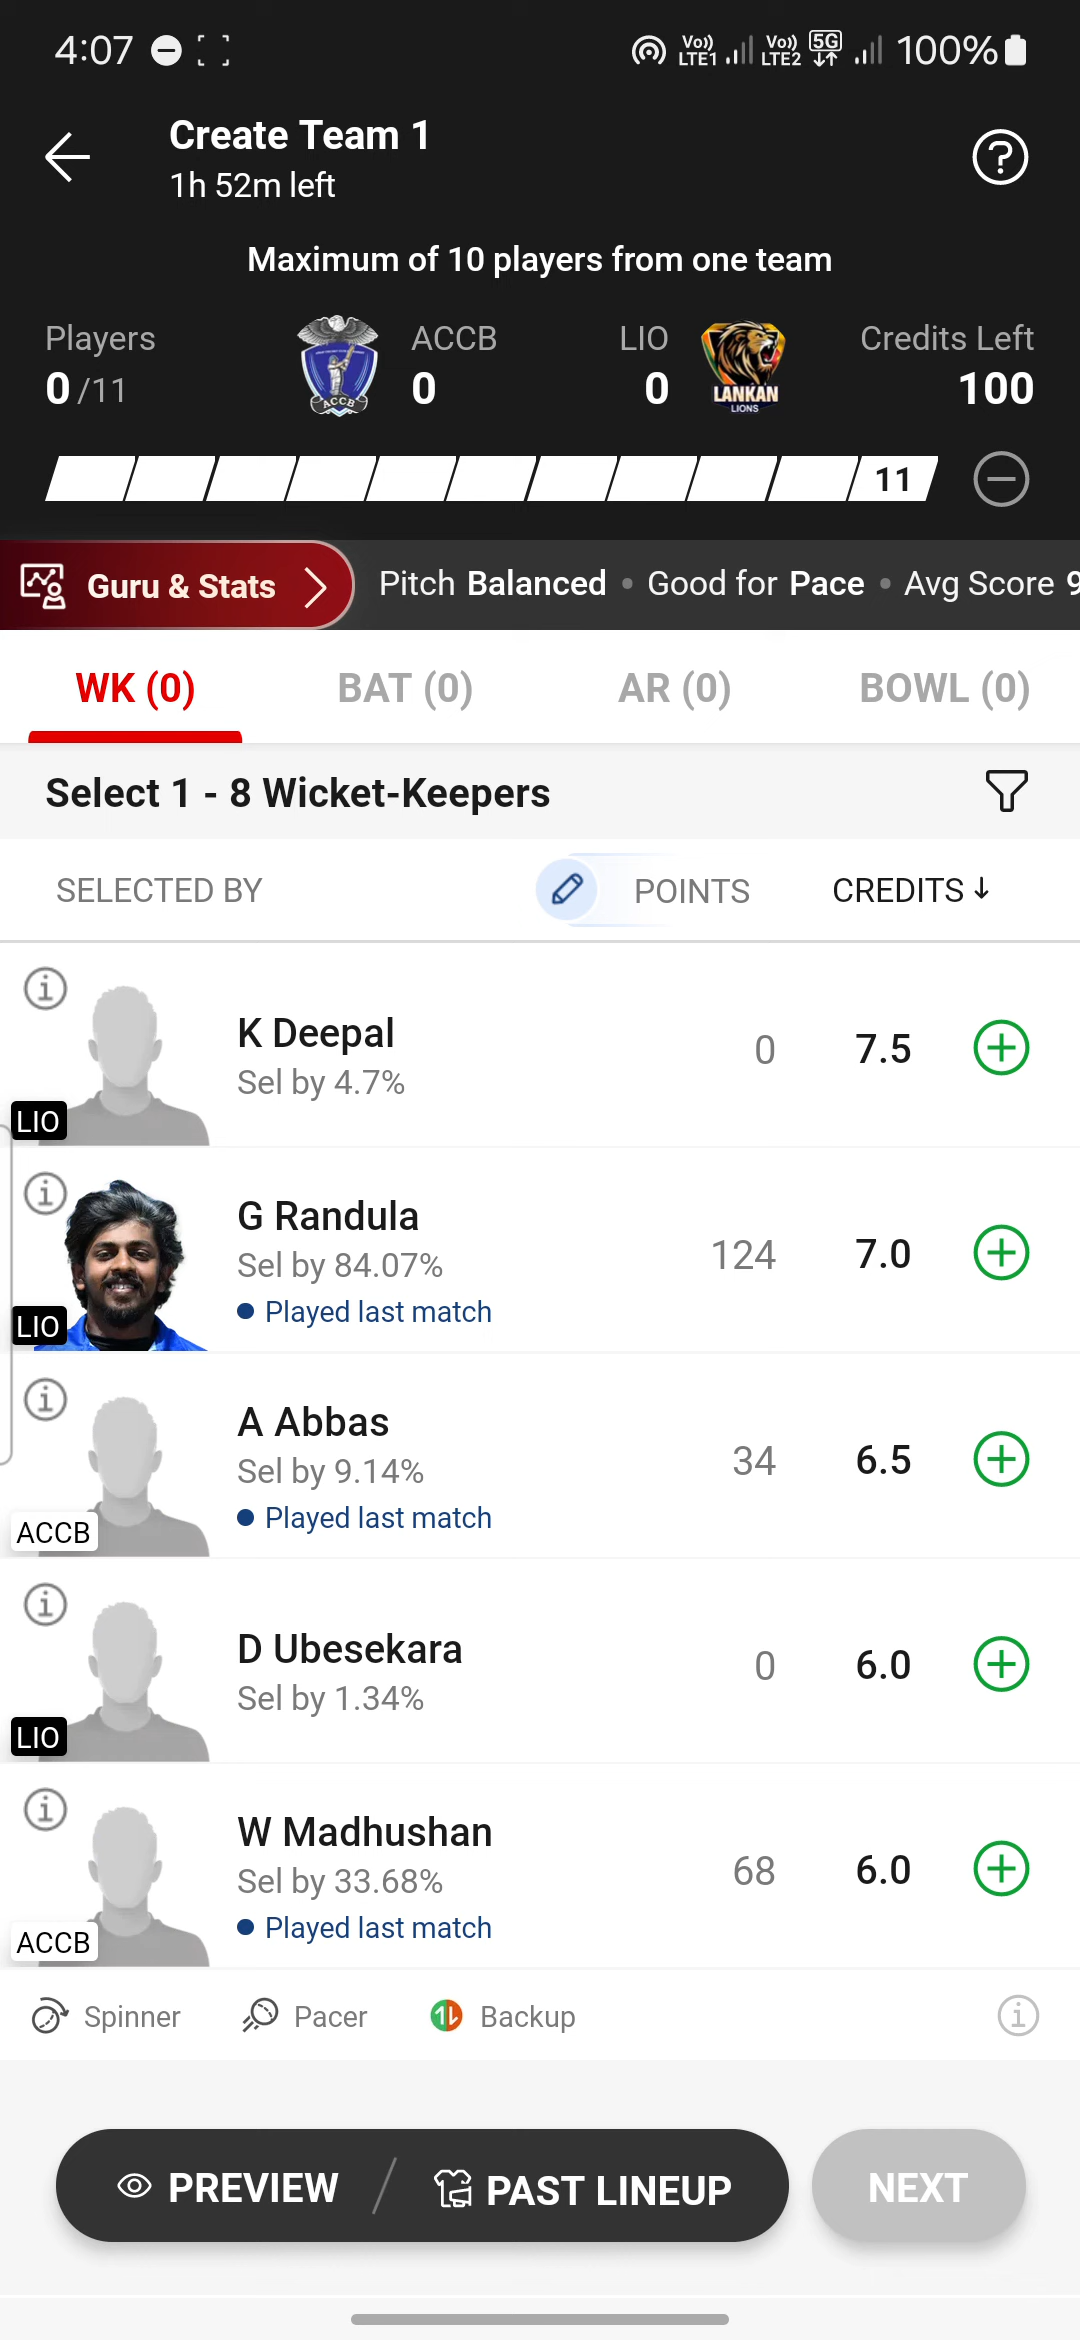 4:07
Vo)) LTE1 Vo)) LTE2 5G 100%
Create Team 1
1h 52m left
Maximum of 10 players from one team
Players ACCB LIO Credits Left
0/11 0 0 100
ACCB
LANKAN
LIONS
11
Guru & Stats Pitch Balanced • Good for Pace • Avg Score 9
WK (0) BAT (0) AR (0) BOWL (0)
Select 1 - 8 Wicket-Keepers
SELECTED BY POINTS CREDITS ↓
K Deepal 0 7.5
Sel by 4.7%
LIO
G Randula 124 7.0
Sel by 84.07%
Played last match
LIO
A Abbas 34 6.5
Sel by 9.14%
Played last match
ACCB
D Ubesekara 0 6.0
Sel by 1.34%
LIO
W Madhushan 68 6.0
Sel by 33.68%
Played last match
ACCB
Spinner Pacer Backup
PREVIEW / PAST LINEUP NEXT